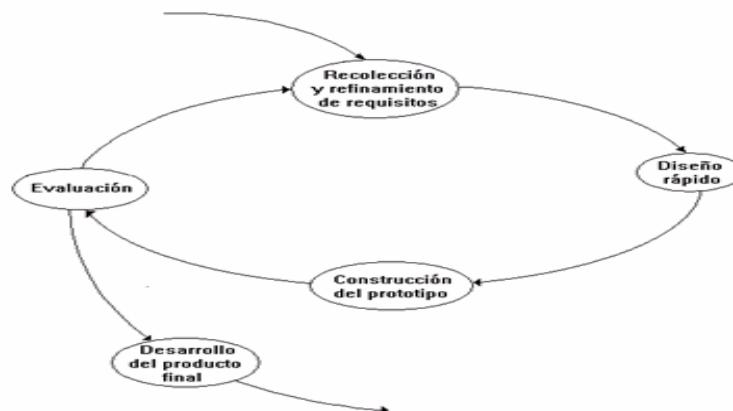 Recolección
y refinamiento
de requisitos
Diseño
rápido
Evaluación
Construcción
del prototipo
Desarrollo
del producto
final